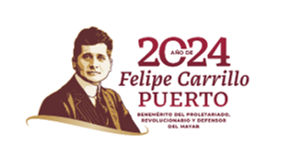 2024
AÑO DE
Felipe Carrillo
PUERTO
BENEMÉRITO DEL PROLETARIADO,
REVOLUCIONARIO Y DEFENSOR
DEL MAYAB